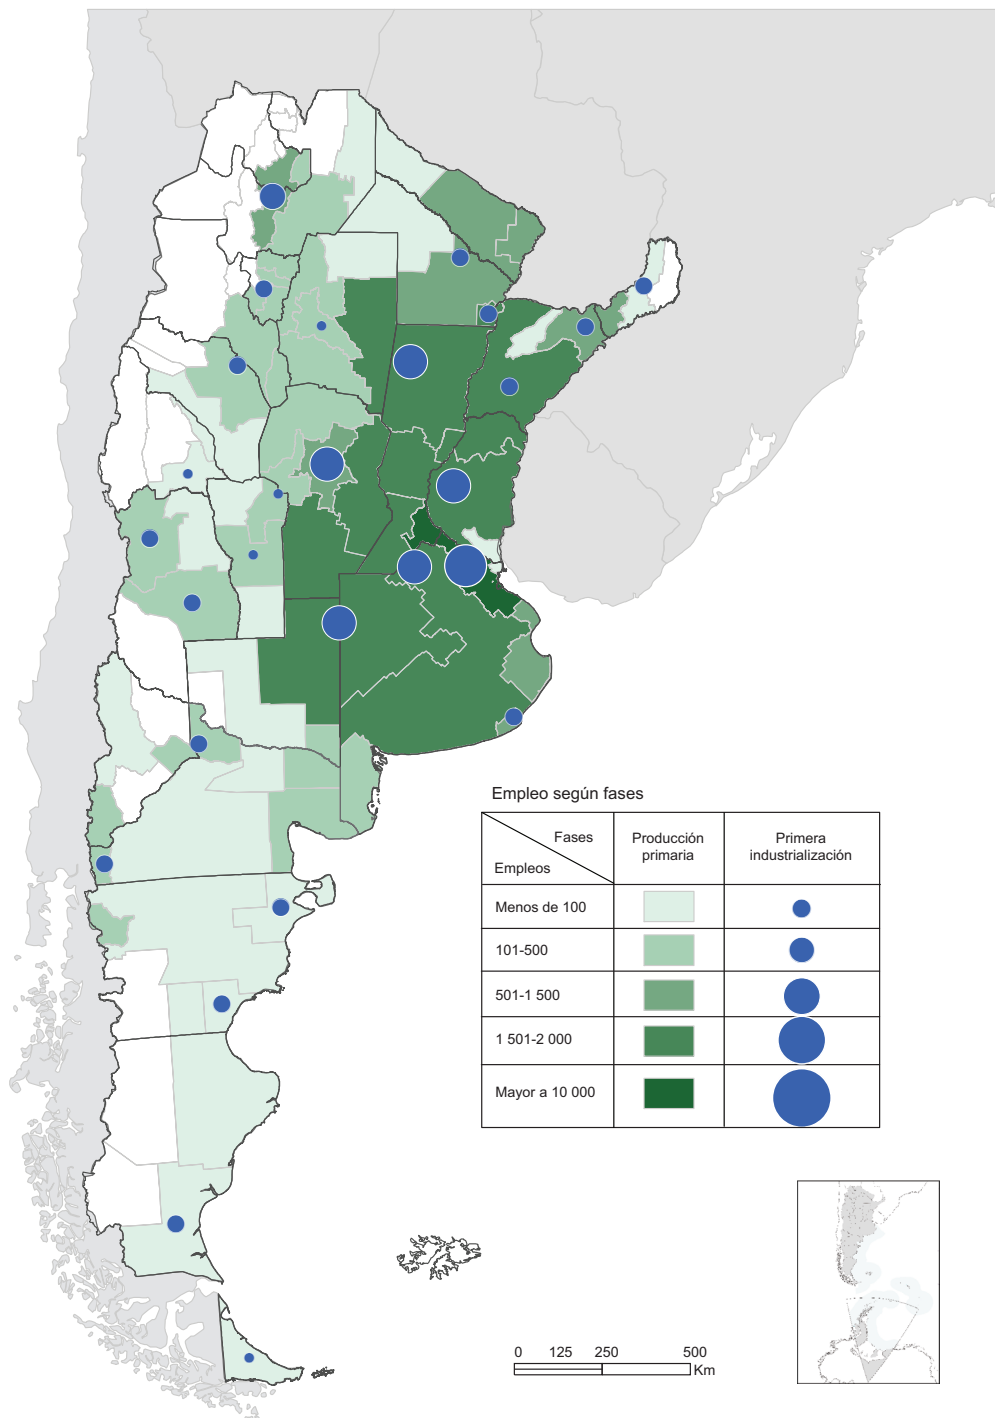 Empleo según fases
Fases
Empleos
Producción
primaria
Primera
industrialización
Menos de 100
101-500
501-1 500
1 501-2 000
Mayor a 10 000
0 125 250 500
Km